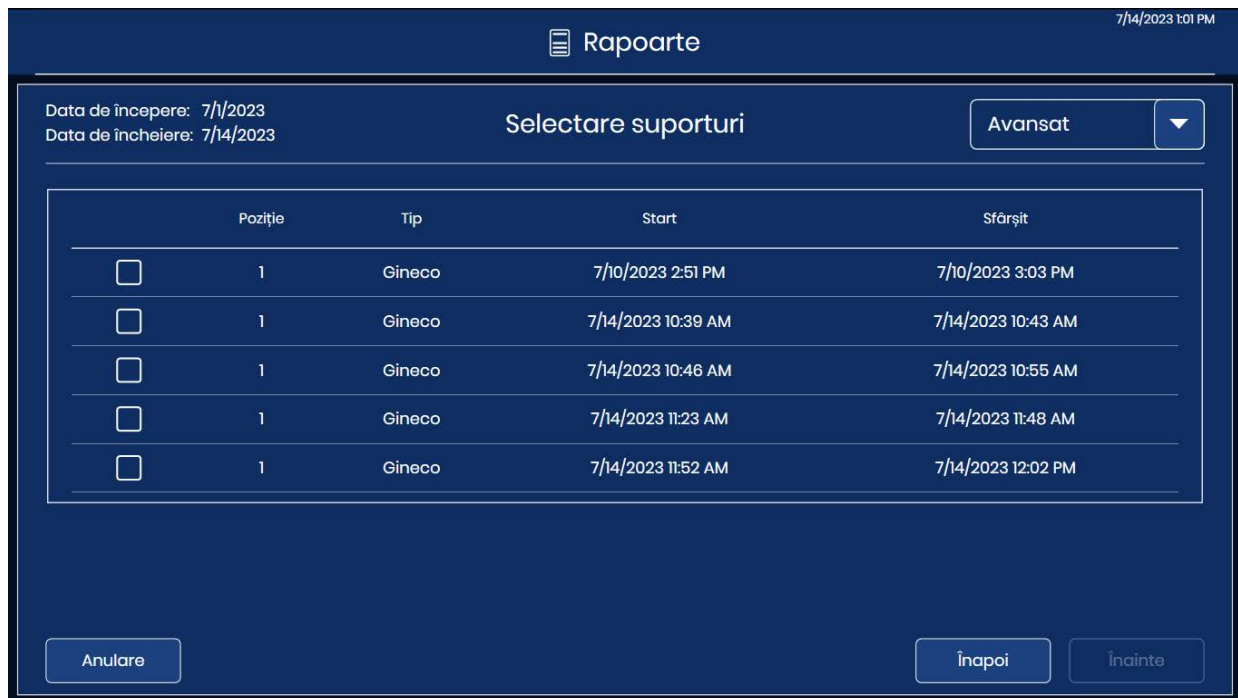 7/14/2023 1:01 PM
Rapoarte
Data de începere: 7/1/2023
Data de încheiere: 7/14/2023
Selectare suporturi
Avansat
Poziție Tip Start Sfârșit
1 Gineco 7/10/2023 2:51 PM 7/10/2023 3:03 PM
1 Gineco 7/14/2023 10:39 AM 7/14/2023 10:43 AM
1 Gineco 7/14/2023 10:46 AM 7/14/2023 10:55 AM
1 Gineco 7/14/2023 11:23 AM 7/14/2023 11:48 AM
1 Gineco 7/14/2023 11:52 AM 7/14/2023 12:02 PM
Anulare Înapoi Înainte